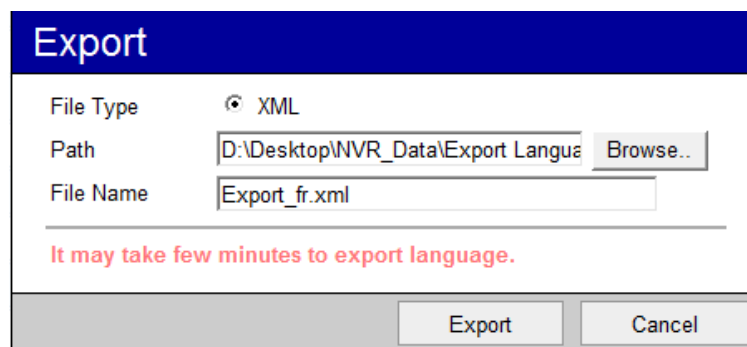 Export
File Type XML
Path D:\Desktop\NVR_Data\Export Langua Browse..
File Name Export_fr.xml
It may take few minutes to export language.
Export Cancel